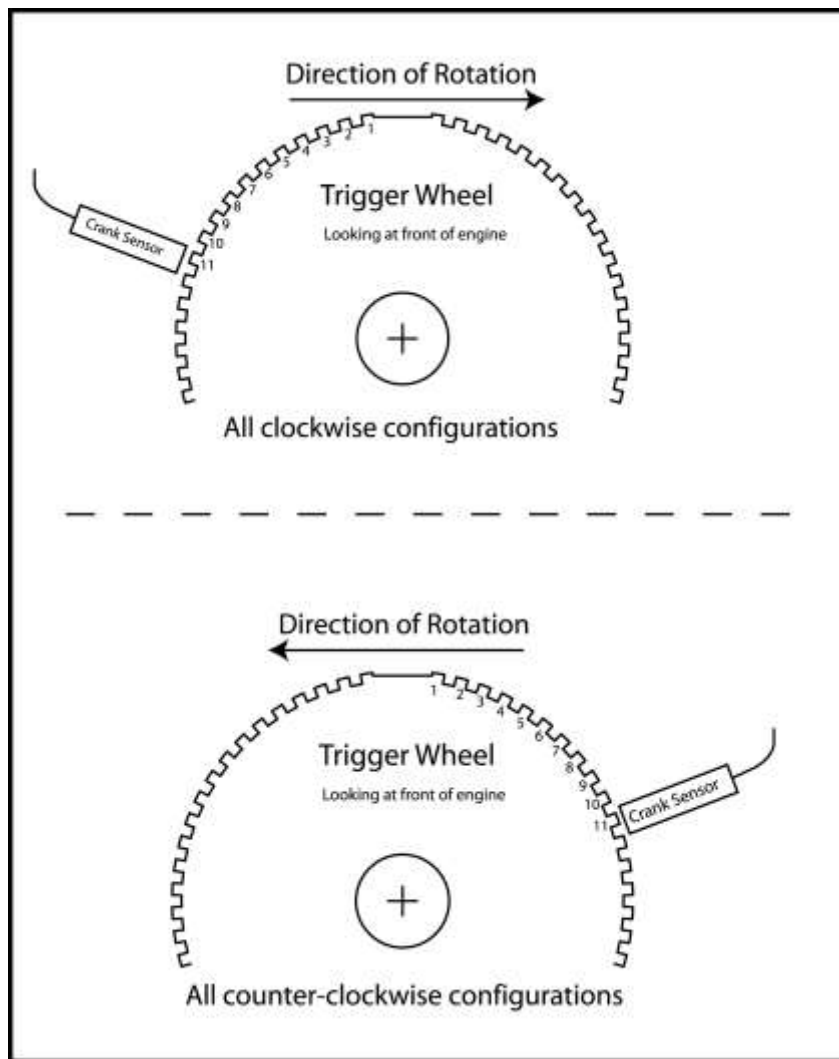 Direction of Rotation
1
2
3
4
5
6
7
8
9
10
11
Crank Sensor
Trigger Wheel
Looking at front of engine
All clockwise configurations
Direction of Rotation
1
2
3
4
5
6
7
8
9
10
11
Crank Sensor
Trigger Wheel
Looking at front of engine
All counter-clockwise configurations